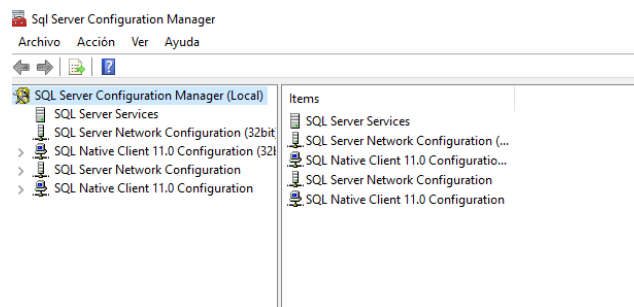 Sql Server Configuration Manager
Archivo Acción Ver Ayuda
SQL Server Configuration Manager (Local)
SQL Server Services
SQL Server Network Configuration (32bit
SQL Native Client 11.0 Configuration (32b
SQL Server Network Configuration
SQL Native Client 11.0 Configuration
Items
SQL Server Services
SQL Server Network Configuration (...
SQL Native Client 11.0 Configuratio...
SQL Server Network Configuration
SQL Native Client 11.0 Configuration